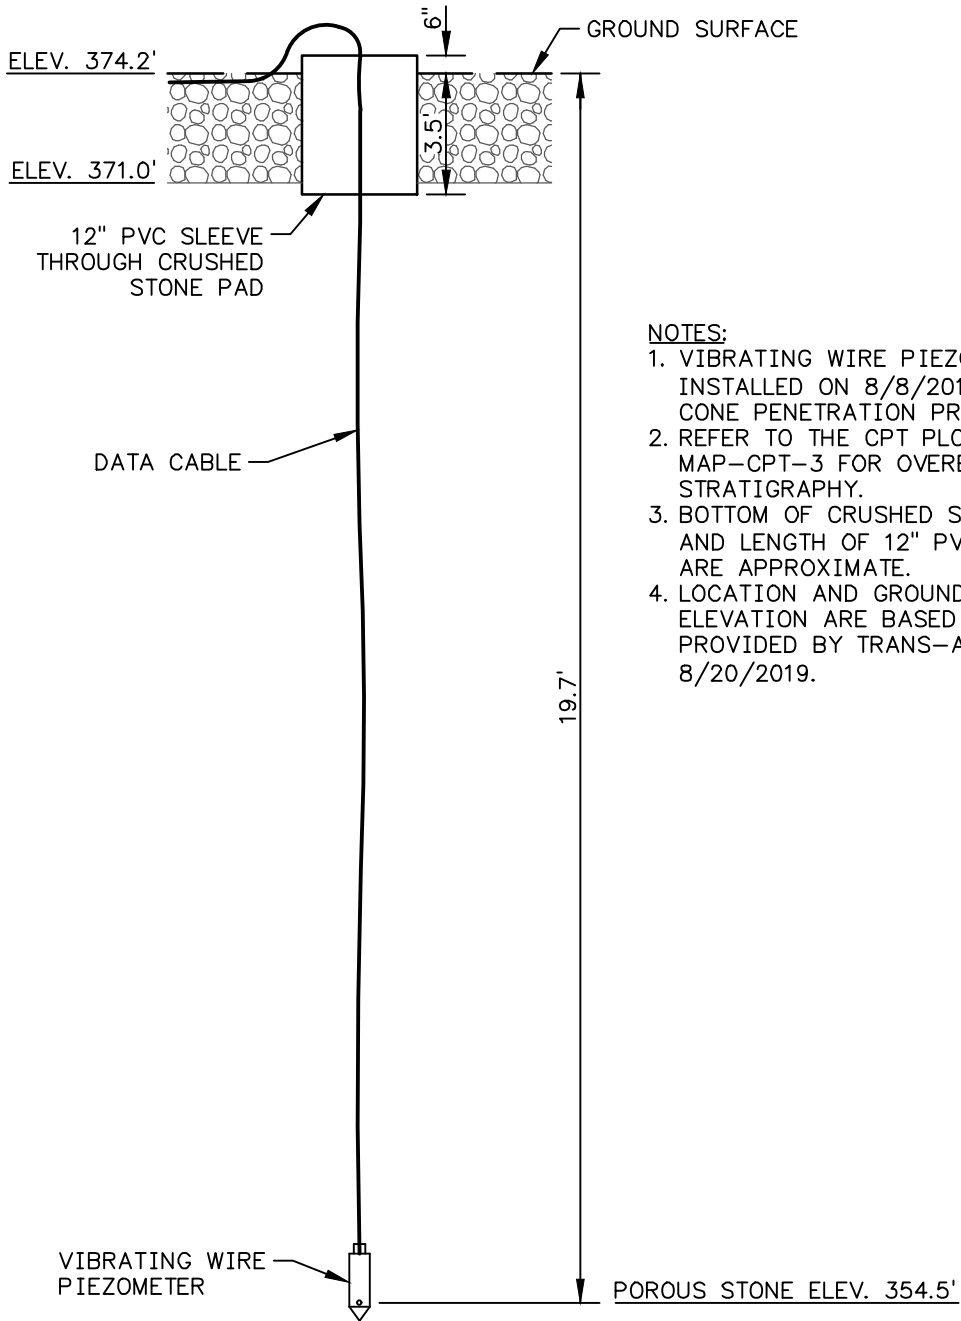 6"
GROUND SURFACE
ELEV. 374.2'
3.5'
ELEV. 371.0'
12" PVC SLEEVE
THROUGH CRUSHED
STONE PAD
NOTES:
1. VIBRATING WIRE
INSTALLED ON
CONE PENETRATION
2. REFER TO THE CPT
MAP-CPT-3 FOR
STRATIGRAPHY.
3. BOTTOM OF CRUSHED
AND LENGTH OF 12"
ARE APPROXIMATE.
4. LOCATION AND GROUND
ELEVATION ARE BASED
PROVIDED BY
8/20/2019.
DATA CABLE
19.7'
VIBRATING WIRE
PIEZOMETER
POROUS STONE ELEV. 354.5'